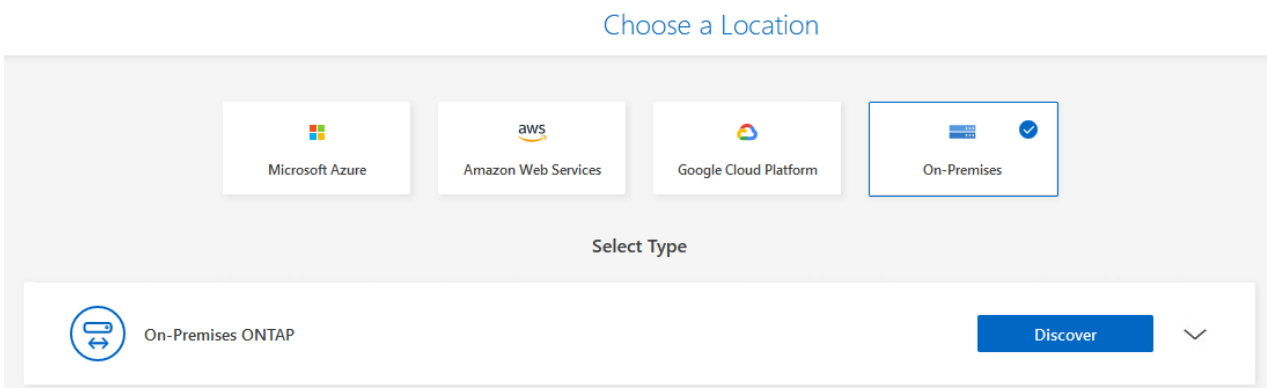 Choose a Location
aws
Microsoft Azure
Amazon Web Services
Google Cloud Platform
On-Premises
Select Type
On-Premises ONTAP
Discover